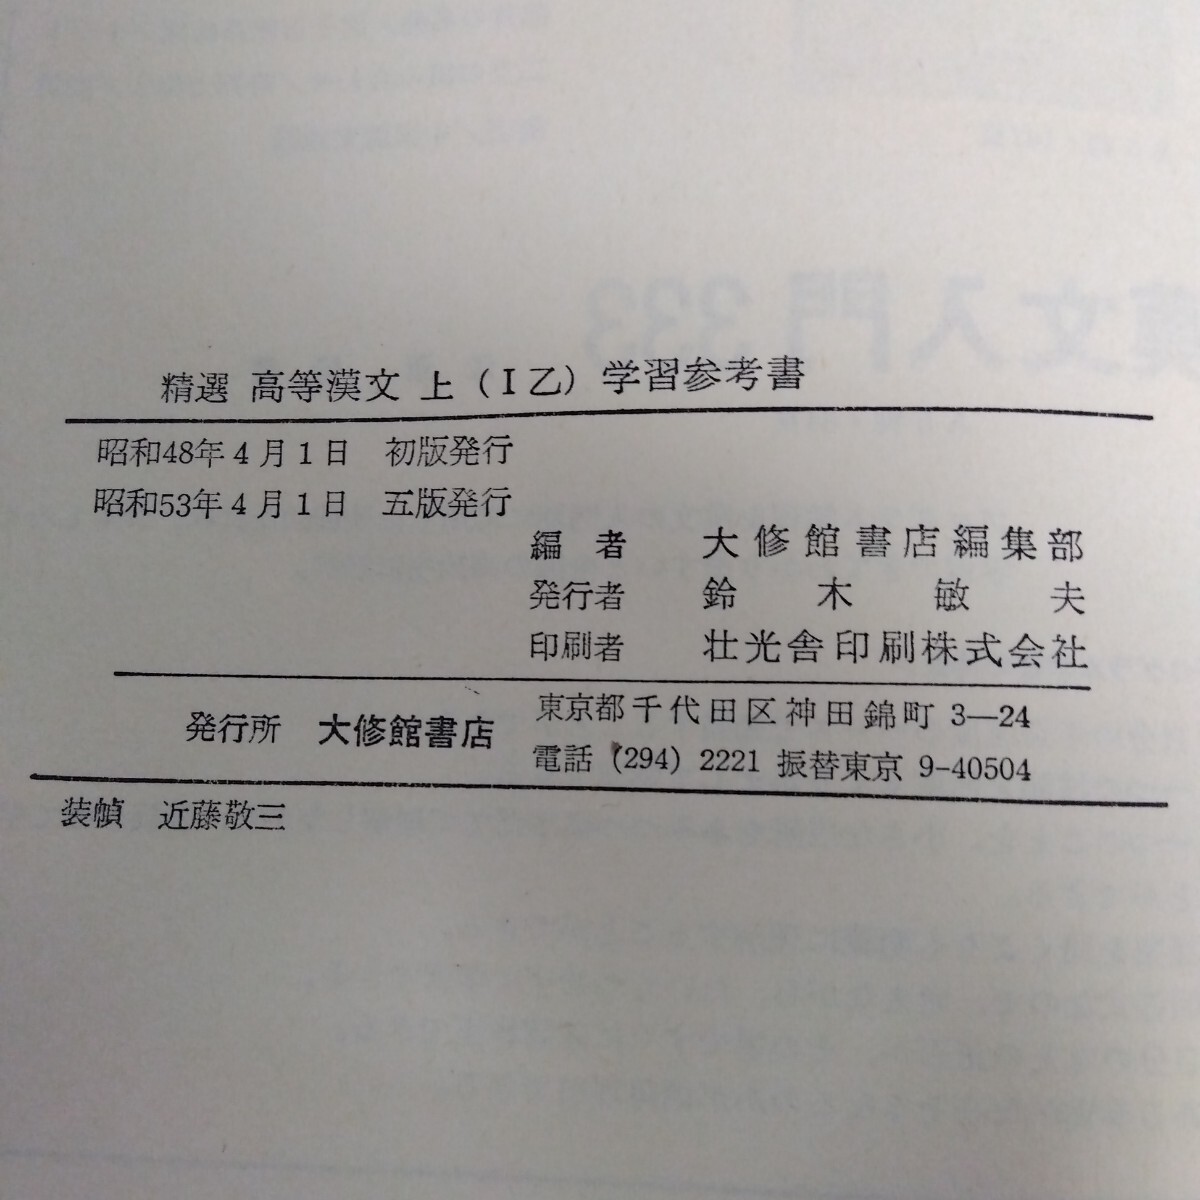 精選 高等漢文 上（Ⅰ乙）学習参考書
昭和48年4月1日 初版発行
昭和53年4月1日 五版発行
編者 大修館書店編集部
発行者 鈴木敏夫
印刷者 壮光舎印刷株式会社
発行所 大修館書店
東京都千代田区神田錦町 3—24
電話 (294) 2221 振替東京 9-40504
装幀 近藤敬三